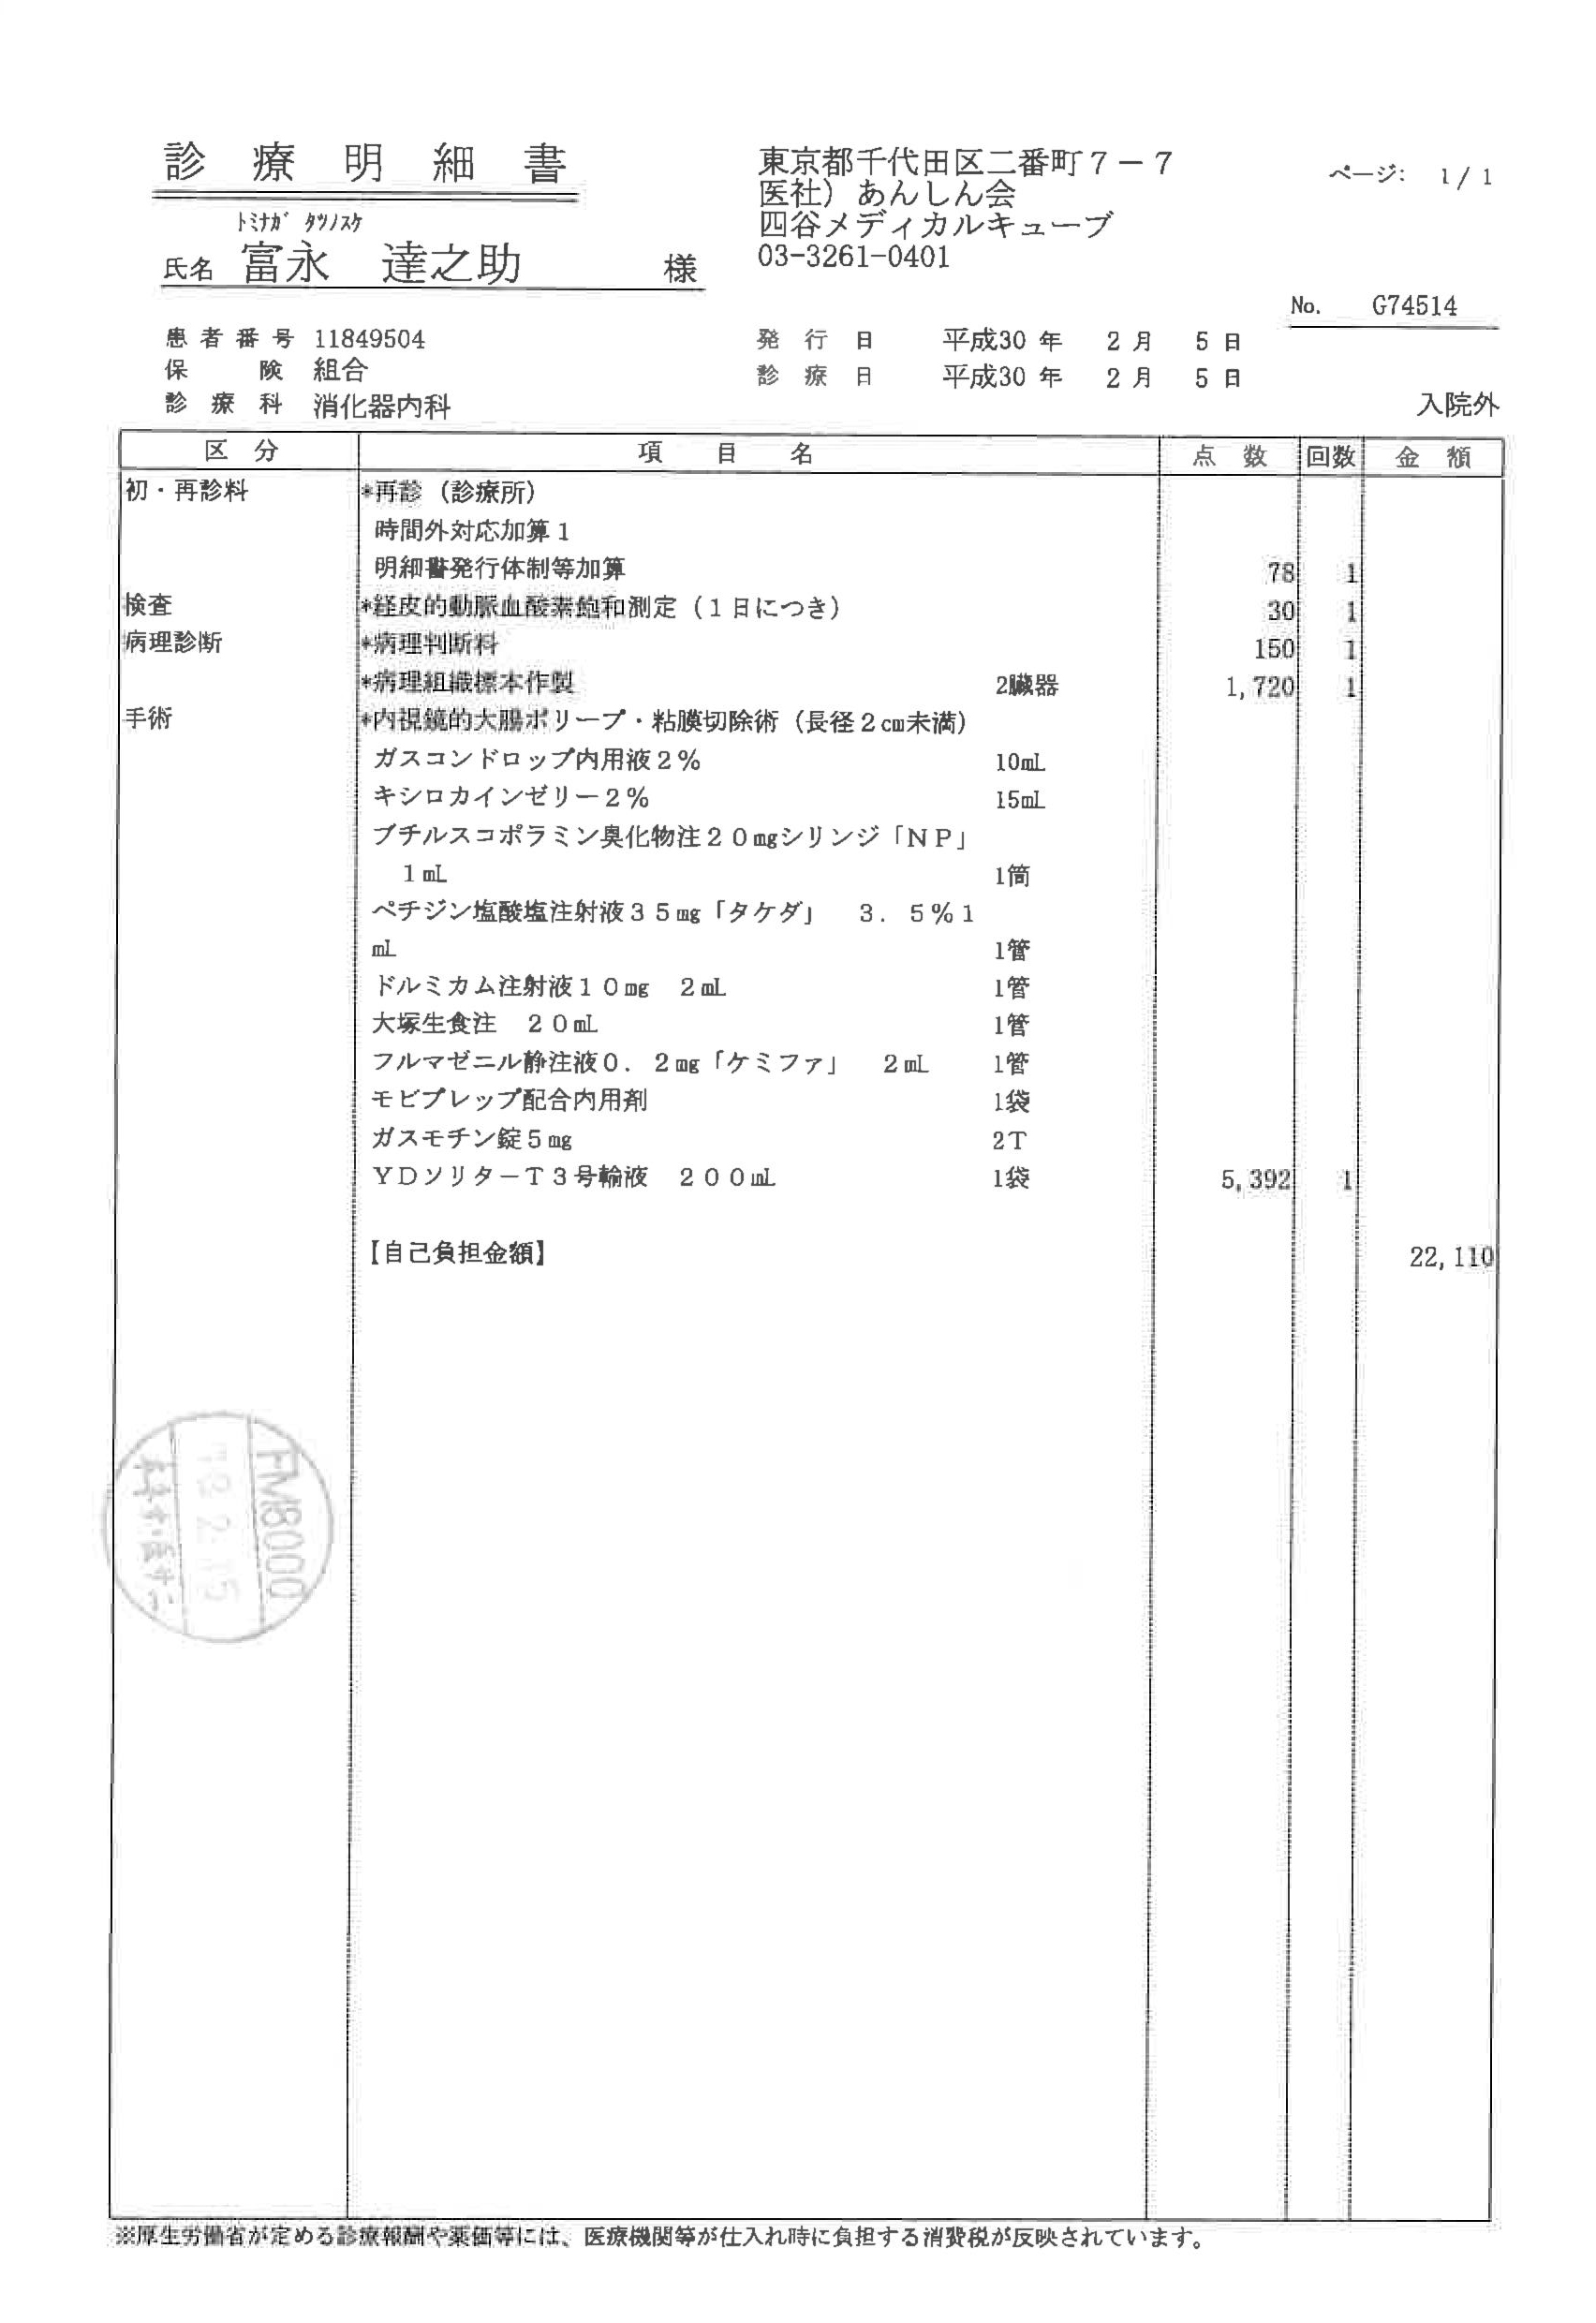 診療明細書
東京都千代田区二番町7-7
ページ: 1/1
医社）あんしん会
四谷メディカルキューブ
03-3261-0401
ﾄﾐﾅｶﾞ ﾀﾂﾉｽｹ
氏名 富永 達之助 様
No. G74514
患者番号 11849504
発行日 平成30年 2月 5日
保険 組合
診療日 平成30年 2月 5日
診療科 消化器内科
入院外
区分 項目名 点数 回数 金額
初・再診料 *再診（診療所）
時間外対応加算1
明細書発行体制等加算 78 1
検査 *経皮的動脈血酸素飽和測定（1日につき） 30 1
病理診断 *病理判断料 150 1
*病理組織標本作製 2臓器 1,720 1
手術 *内視鏡的大腸ポリープ・粘膜切除術（長径2cm未満）
ガスコンドロップ内用液2% 10mL
キシロカインゼリー2% 15mL
ブチルスコポラミン臭化物注20mgシリンジ「NP」
1mL 1筒
ペチジン塩酸塩注射液35mg「タケダ」 3.5%1
mL 1管
ドルミカム注射液10mg 2mL 1管
大塚生食注 20mL 1管
フルマゼニル静注液0.2mg「ケミファ」 2mL 1管
モビプレップ配合内用剤 1袋
ガスモチン錠5mg 2T
YDソリターT3号輸液 200mL 1袋 5,392 1
【自己負担金額】 22,110
FM8000
※厚生労働省が定める診療報酬や薬価等には、医療機関等が仕入れ時に負担する消費税が反映されています。